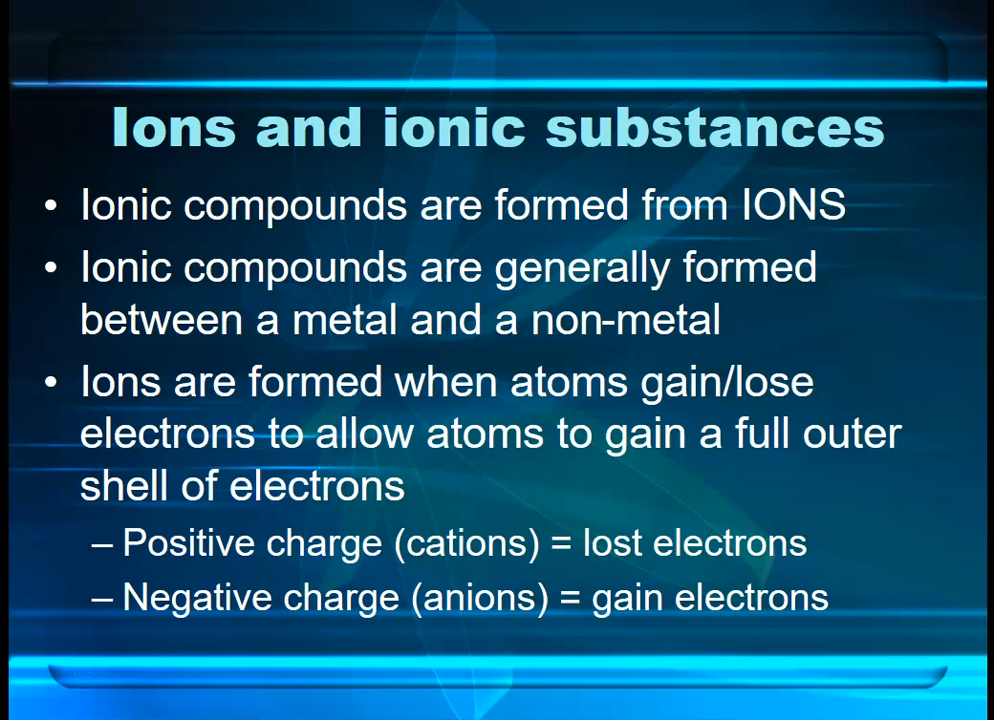 Ions and ionic substances
• Ionic compounds are formed from IONS
• Ionic compounds are generally formed
between a metal and a non-metal
• Ions are formed when atoms gain/lose
electrons to allow atoms to gain a full outer
shell of electrons
– Positive charge (cations) = lost electrons
– Negative charge (anions) = gain electrons